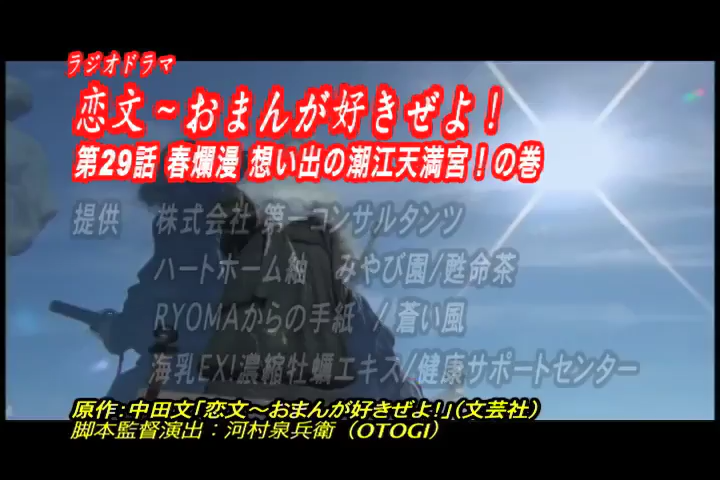 ラジオドラマ
恋文～おまんが好きぜよ！
第29話 春爛漫 想い出の潮江天満宮！の巻
提供 株式会社 第一コンサルタンツ
ハートホーム紬 みやび園/甦命茶
RYOMAからの手紙 / 蒼い風
海乳EX!濃縮牡蠣エキス/健康サポートセンター
原作：中田文「恋文～おまんが好きぜよ！」（文芸社）
脚本監督演出：河村泉兵衛（OTOGI）